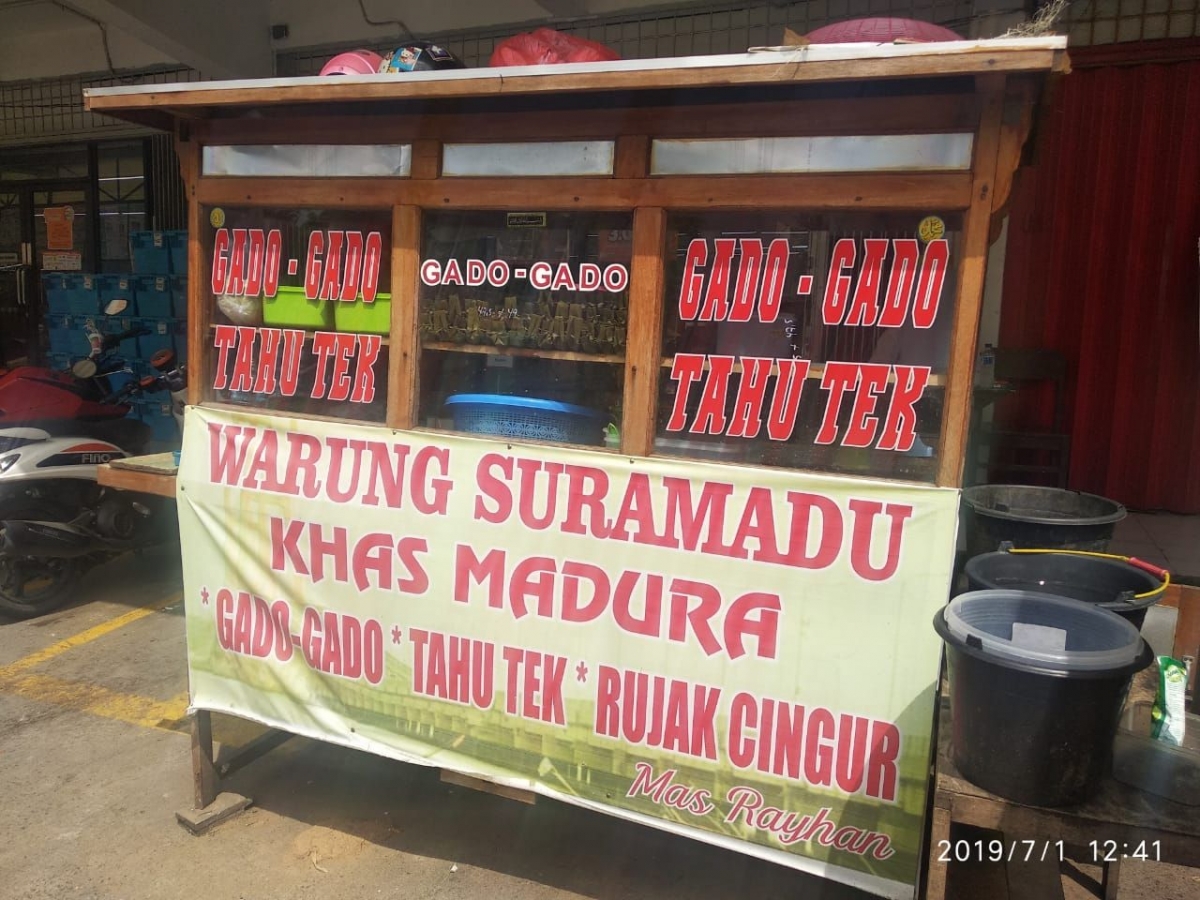 GADO - GADO
TAHU TEK
GADO-GADO
GADO - GADO
TAHU TEK
WARUNG SURAMADU
KHAS MADURA
* GADO-GADO * TAHU TEK * RUJAK CINGUR
Mas Rayhan
Fino
2019/7/1 12:41